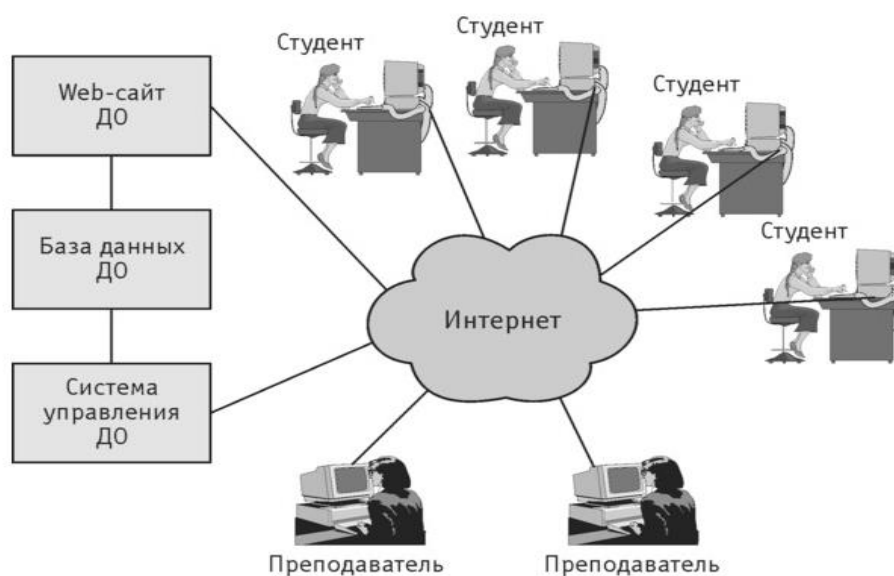 Студент
Студент
Студент
Студент
Web-сайт
ДО
База данных
ДО
Система
управления
ДО
Интернет
Преподаватель
Преподаватель